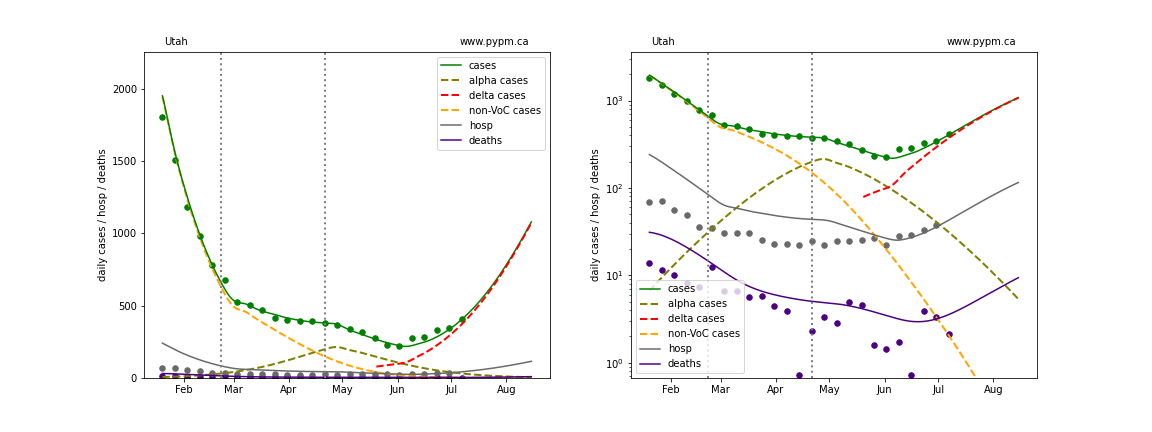 Utah www.pypm.ca
daily cases / hosp / deaths
2000
1500
1000
500
0
Feb Mar Apr May Jun Jul Aug
cases
alpha cases
delta cases
non-VoC cases
hosp
deaths
Utah www.pypm.ca
daily cases / hosp / deaths
10³
10²
10¹
10⁰
Feb Mar Apr May Jun Jul Aug
cases
alpha cases
delta cases
non-VoC cases
hosp
deaths